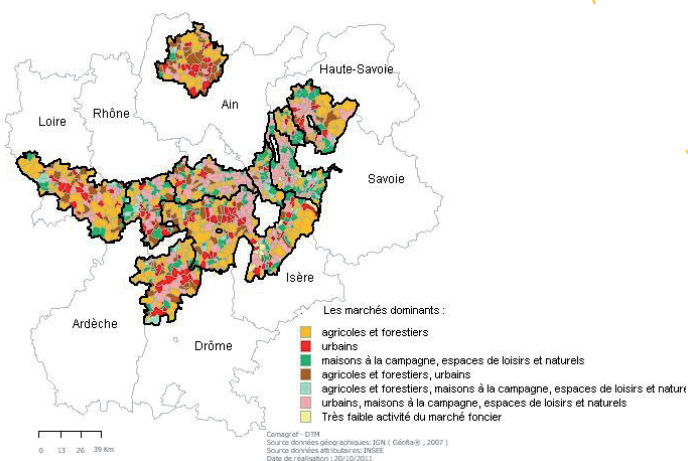 Haute-Savoie
Ain
Rhône
Loire
Savoie
Isère
Ardèche
Drôme
Les marchés dominants :
agricoles et forestiers
urbains
maisons à la campagne, espaces de loisirs et naturels
agricoles et forestiers, urbains
agricoles et forestiers, maisons à la campagne, espaces de loisirs et nature
urbains, maisons à la campagne, espaces de loisirs et naturels
Très faible activité du marché foncier
0 13 26 39 Km
Cemagref - DTM
Source données géographiques: IGN ( Géofla® , 2007 )
Source données attributaires: INSEE
Date de réalisation : 20/10/2011